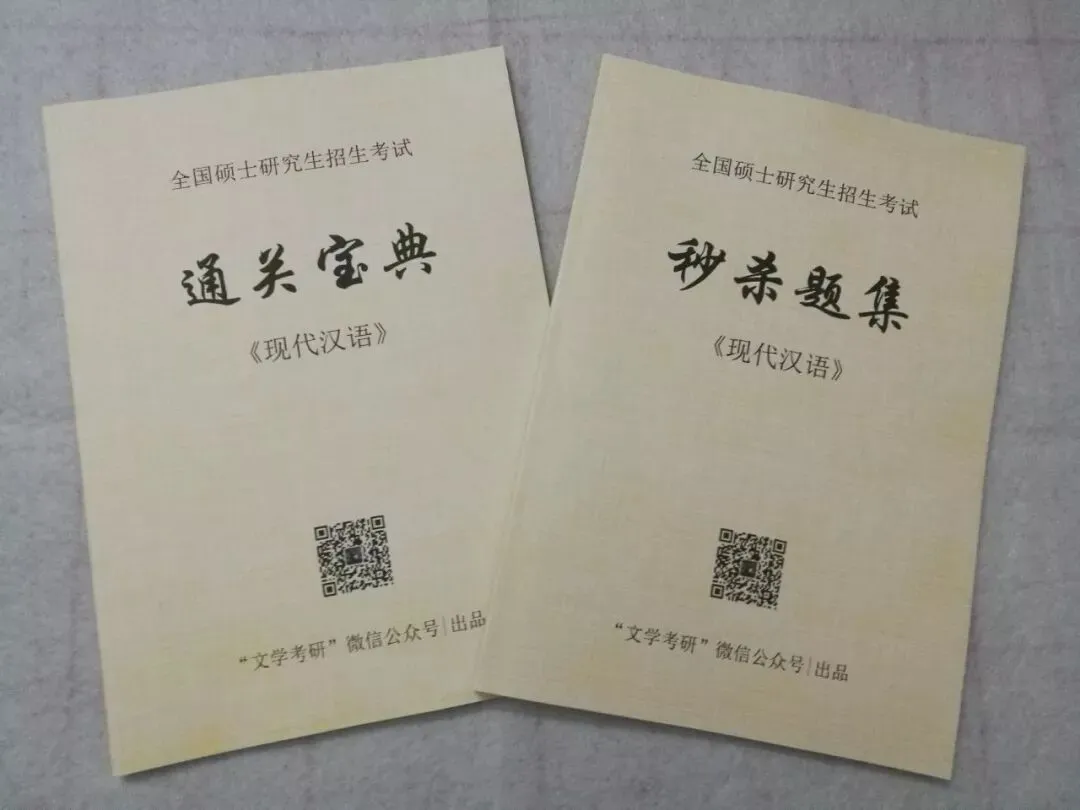 全国硕士研究生招生考试
通关宝典
《现代汉语》
“文学考研”微信公众号|出品
全国硕士研究生招生考试
秒杀题集
《现代汉语》
“文学考研”微信公众号|出品